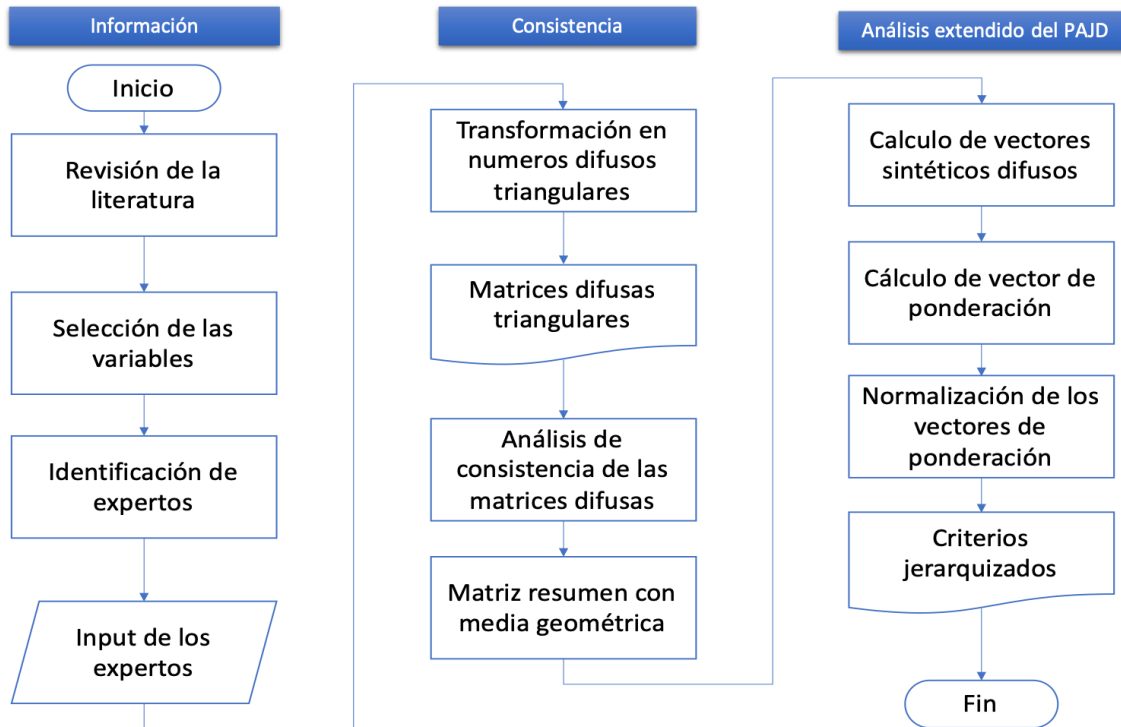 Información
Inicio
Revisión de la
literatura
Selección de las
variables
Identificación de
expertos
Input de los
expertos
Consistencia
Transformación en
numeros difusos
triangulares
Matrices difusas
triangulares
Análisis de
consistencia de las
matrices difusas
Matriz resumen con
media geométrica
Análisis extendido del PAJD
Calculo de vectores
sintéticos difusos
Cálculo de vector de
ponderación
Normalización de los
vectores de
ponderación
Criterios
jerarquizados
Fin